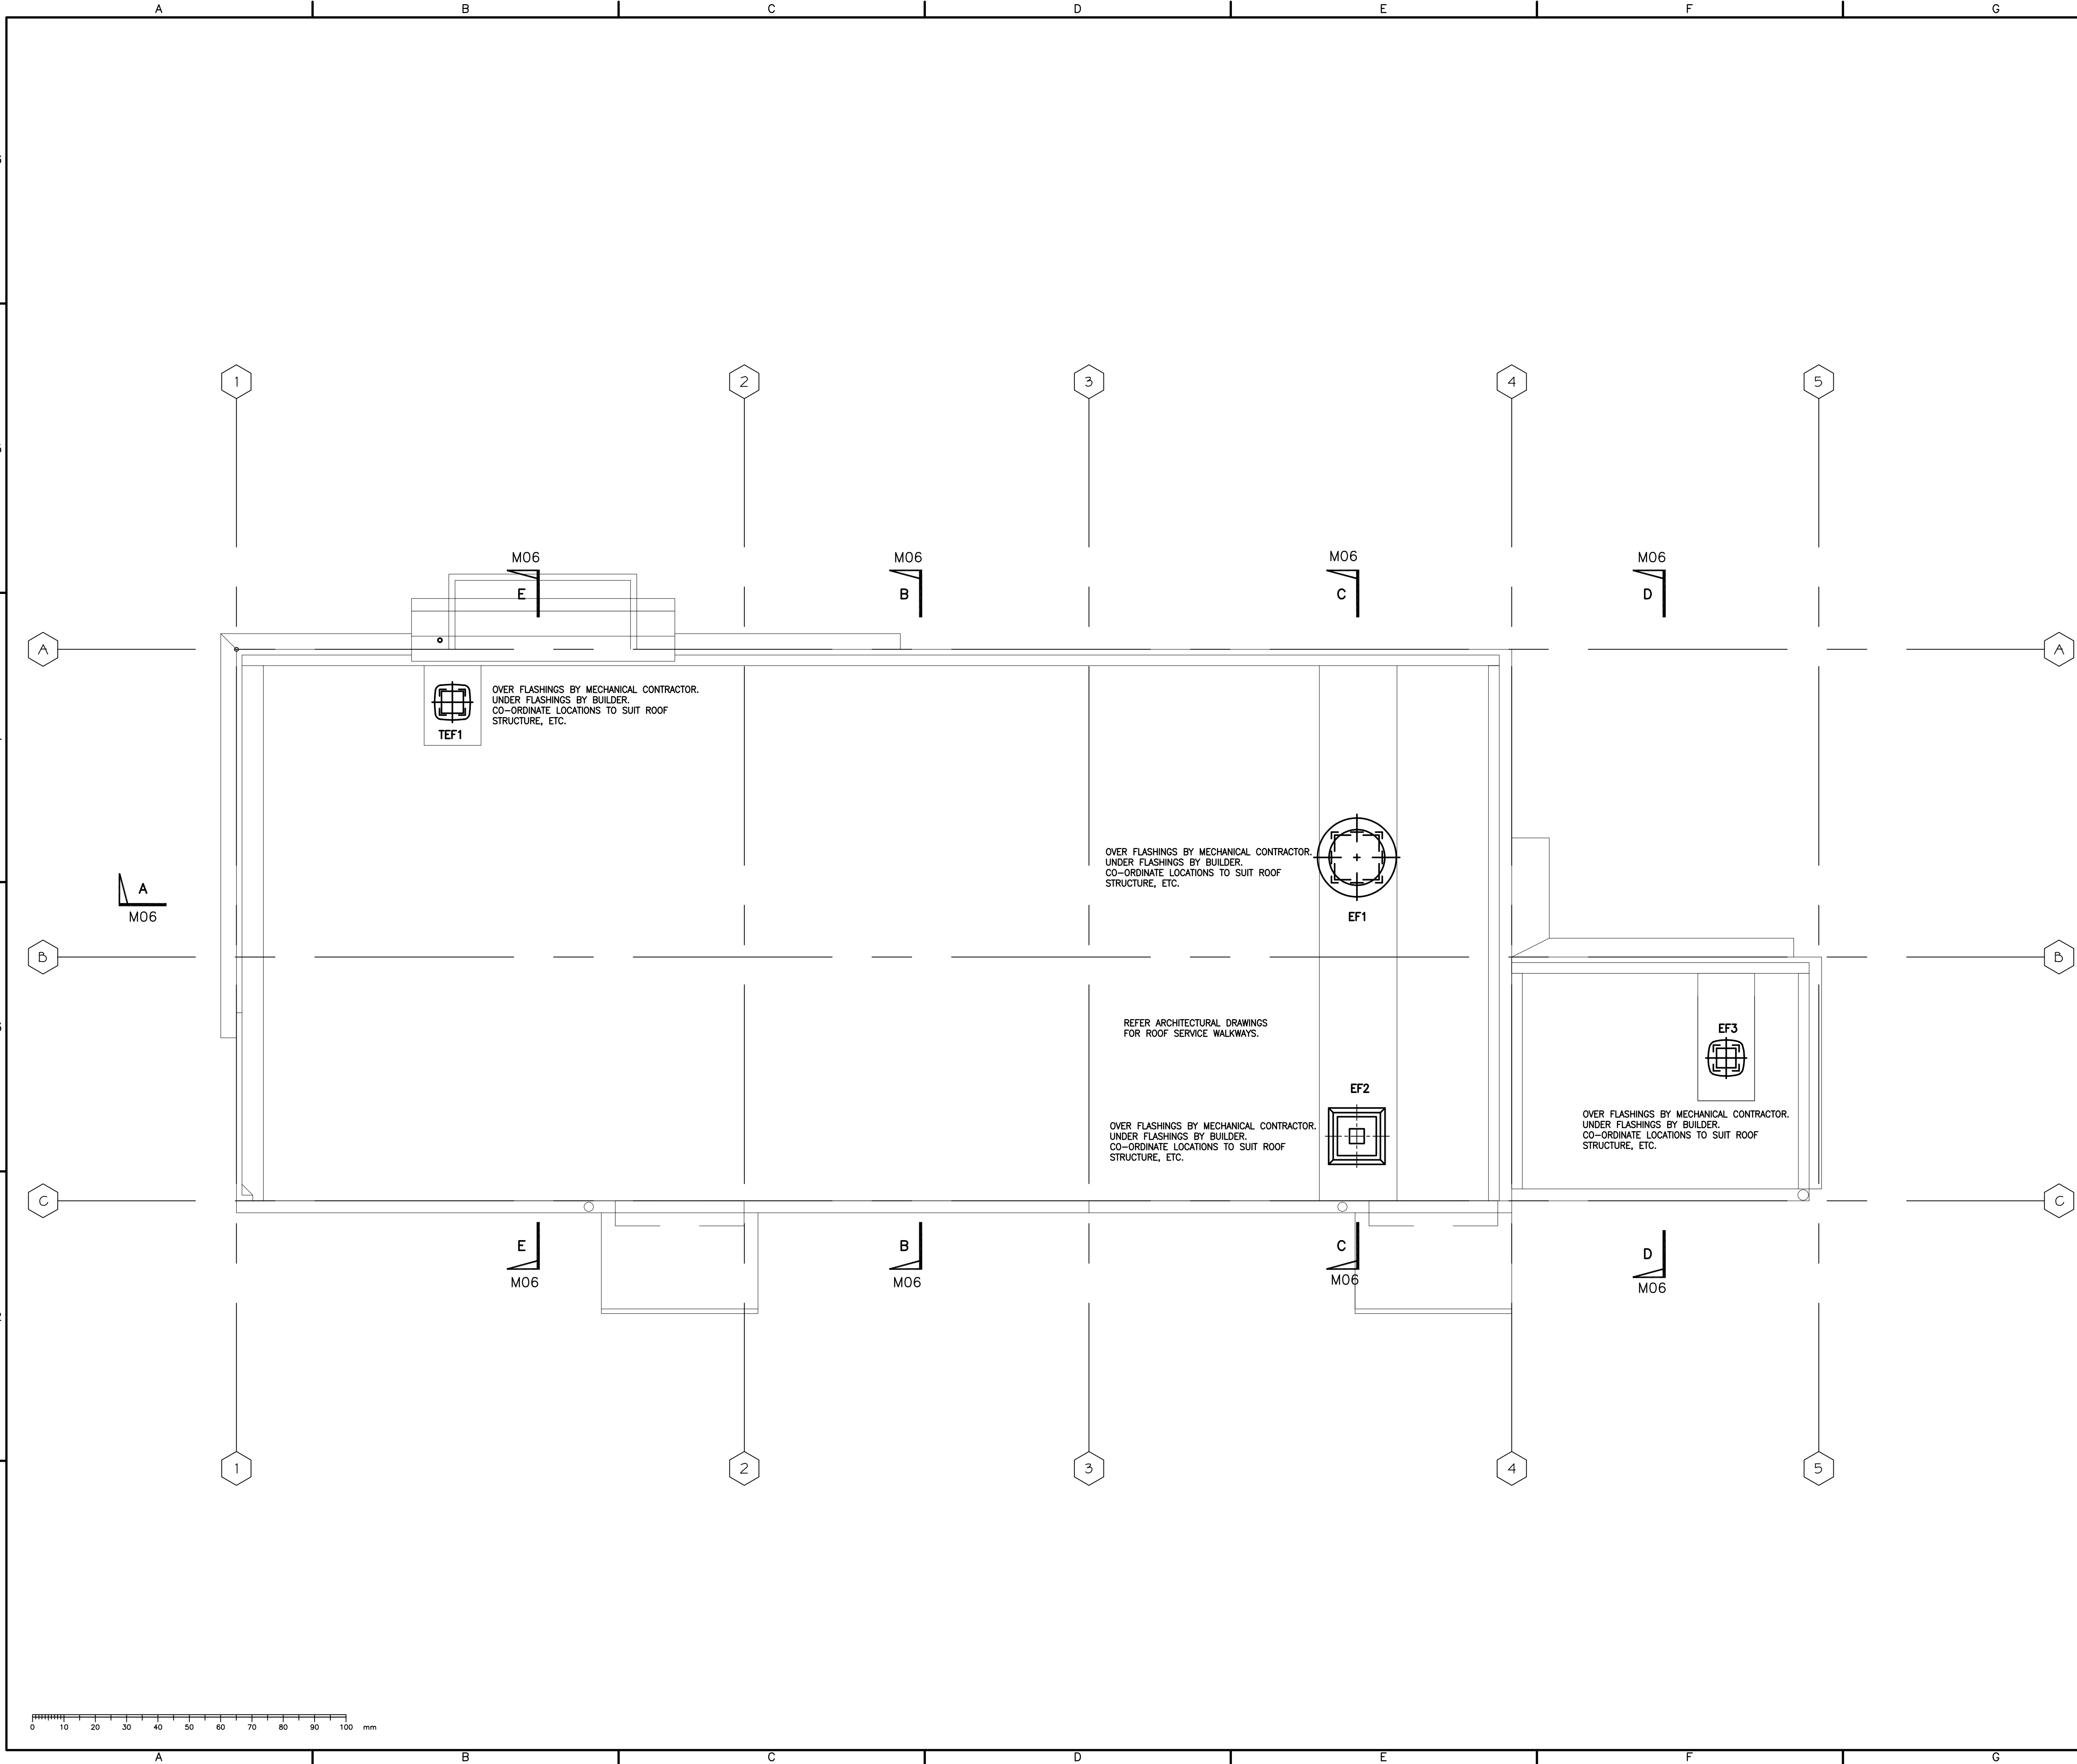 A B C D E F G
1 2 3 4 5
M06 M06 M06 M06
E B C D
A A
OVER FLASHINGS BY MECHANICAL CONTRACTOR.
UNDER FLASHINGS BY BUILDER.
CO-ORDINATE LOCATIONS TO SUIT ROOF
STRUCTURE, ETC.
TEF1
OVER FLASHINGS BY MECHANICAL CONTRACTOR.
UNDER FLASHINGS BY BUILDER.
CO-ORDINATE LOCATIONS TO SUIT ROOF
STRUCTURE, ETC.
EF1
A
M06
B B
REFER ARCHITECTURAL DRAWINGS
FOR ROOF SERVICE WALKWAYS.
EF3
EF2
OVER FLASHINGS BY MECHANICAL CONTRACTOR.
UNDER FLASHINGS BY BUILDER.
CO-ORDINATE LOCATIONS TO SUIT ROOF
STRUCTURE, ETC.
OVER FLASHINGS BY MECHANICAL CONTRACTOR.
UNDER FLASHINGS BY BUILDER.
CO-ORDINATE LOCATIONS TO SUIT ROOF
STRUCTURE, ETC.
C C
E B C D
M06 M06 M06 M06
1 2 3 4 5
0 10 20 30 40 50 60 70 80 90 100 mm
A B C D E F G